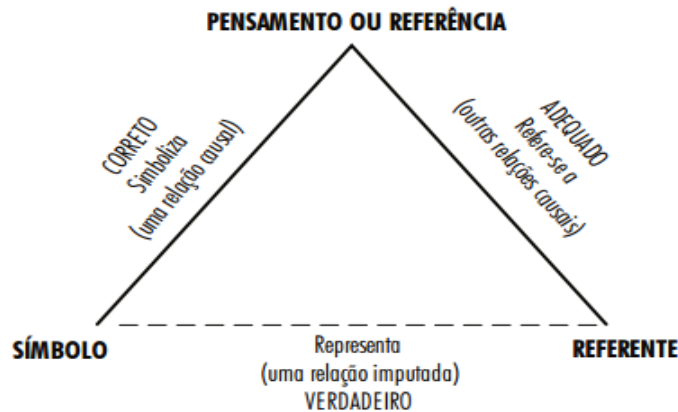 PENSAMENTO OU REFERÊNCIA
CORRETO
Simboliza
(uma relação causal)
ADEQUADO
Refere-se a
(outras relações causais)
SÍMBOLO
Representa
(uma relação imputada)
VERDADEIRO
REFERENTE